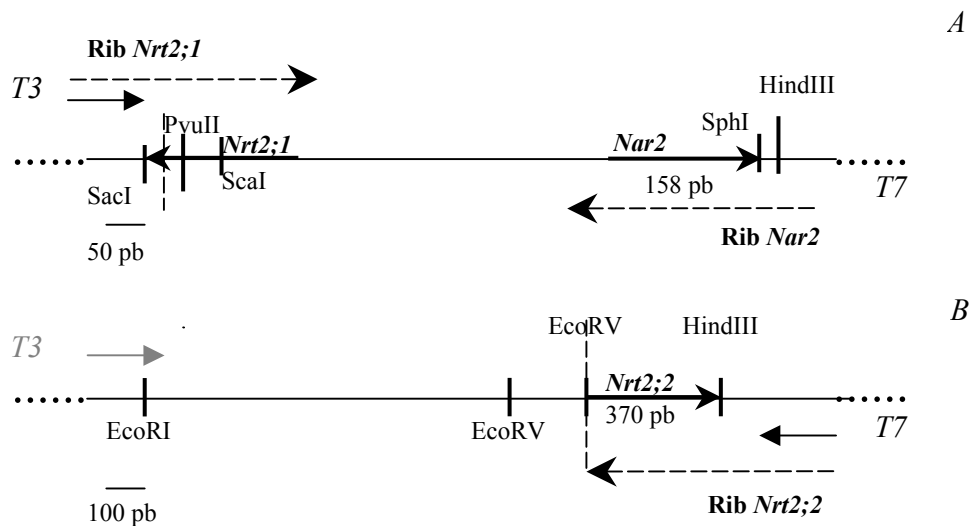 A
Rib Nrt2;1
T3
HindIII
PvuII
SphI
Nrt2;1
Nar2
ScaI
158 pb
SacI
T7
50 pb
Rib Nar2
B
EcoRV
HindIII
T3
Nrt2;2
370 pb
EcoRI
EcoRV
T7
100 pb
Rib Nrt2;2